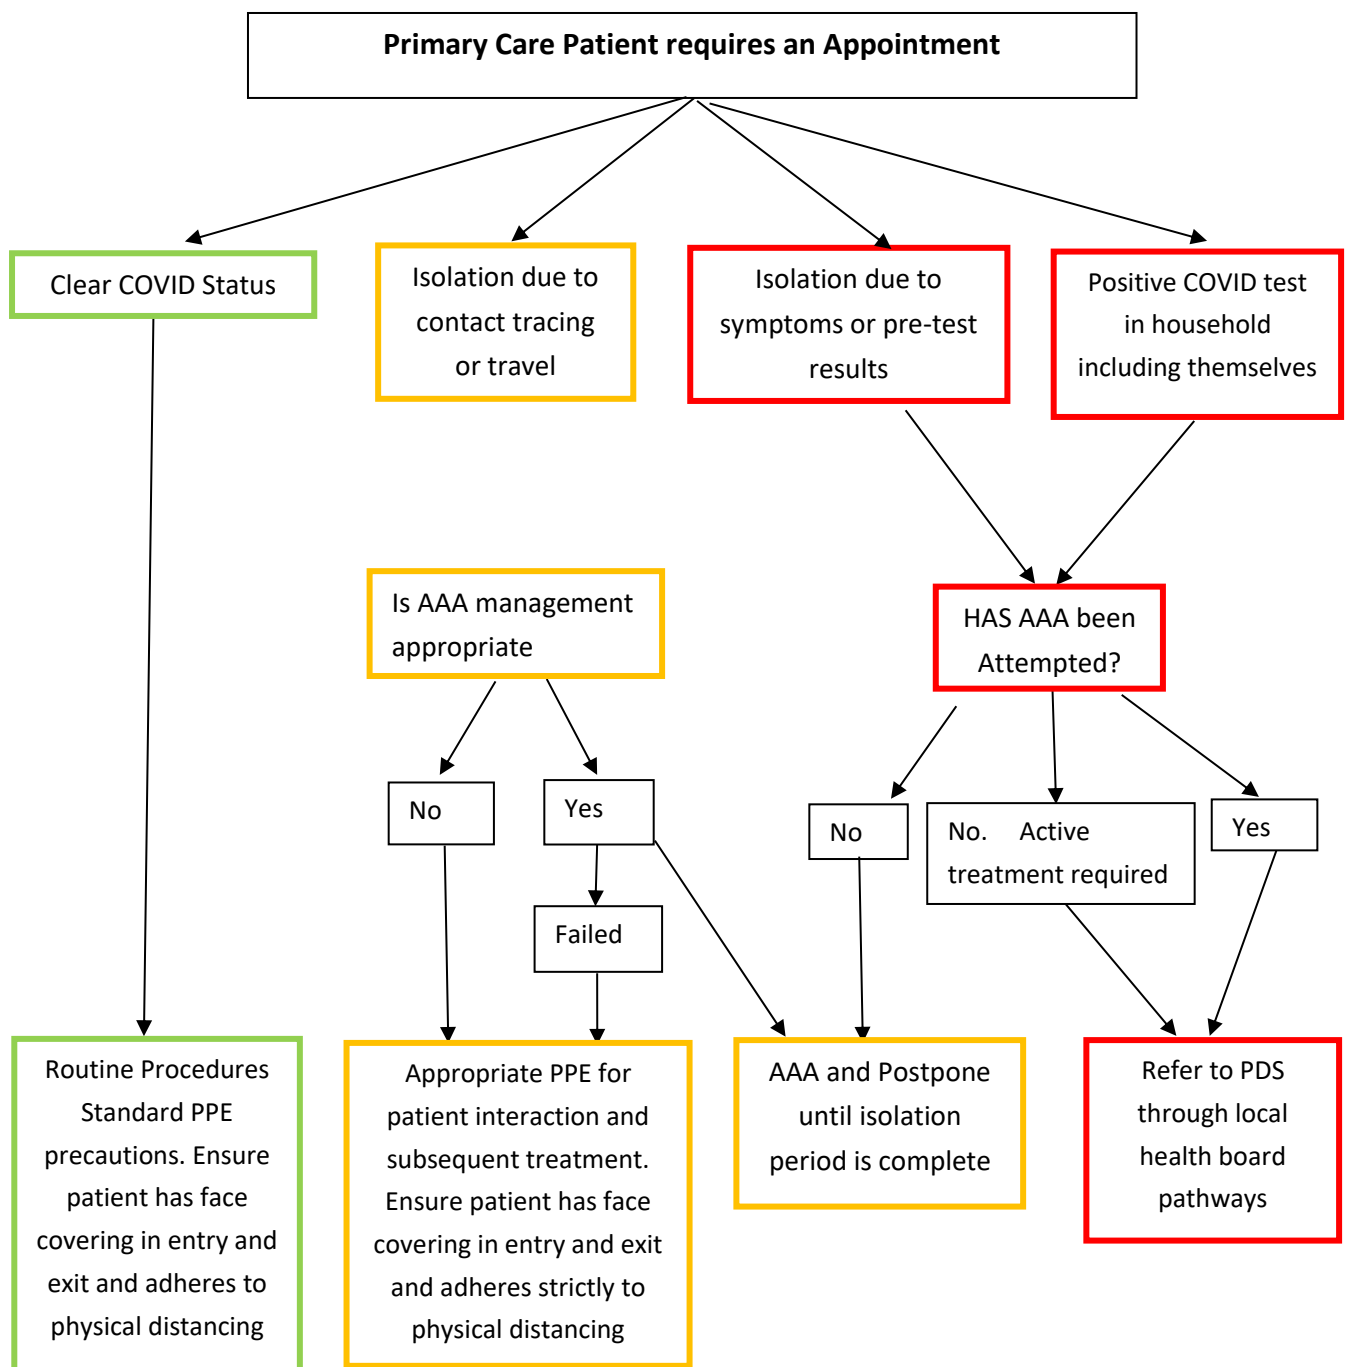 Primary Care Patient requires an Appointment
Clear COVID Status
Isolation due to
contact tracing
or travel
Isolation due to
symptoms or pre-test
results
Positive COVID test
in household
including themselves
Is AAA management
appropriate
HAS AAA been
Attempted?
No
Yes
No
No. Active
treatment required
Yes
Failed
Routine Procedures
Standard PPE
precautions. Ensure
patient has face
covering in entry and
exit and adheres to
physical distancing
Appropriate PPE for
patient interaction and
subsequent treatment.
Ensure patient has face
covering in entry and exit
and adheres strictly to
physical distancing
AAA and Postpone
until isolation
period is complete
Refer to PDS
through local
health board
pathways